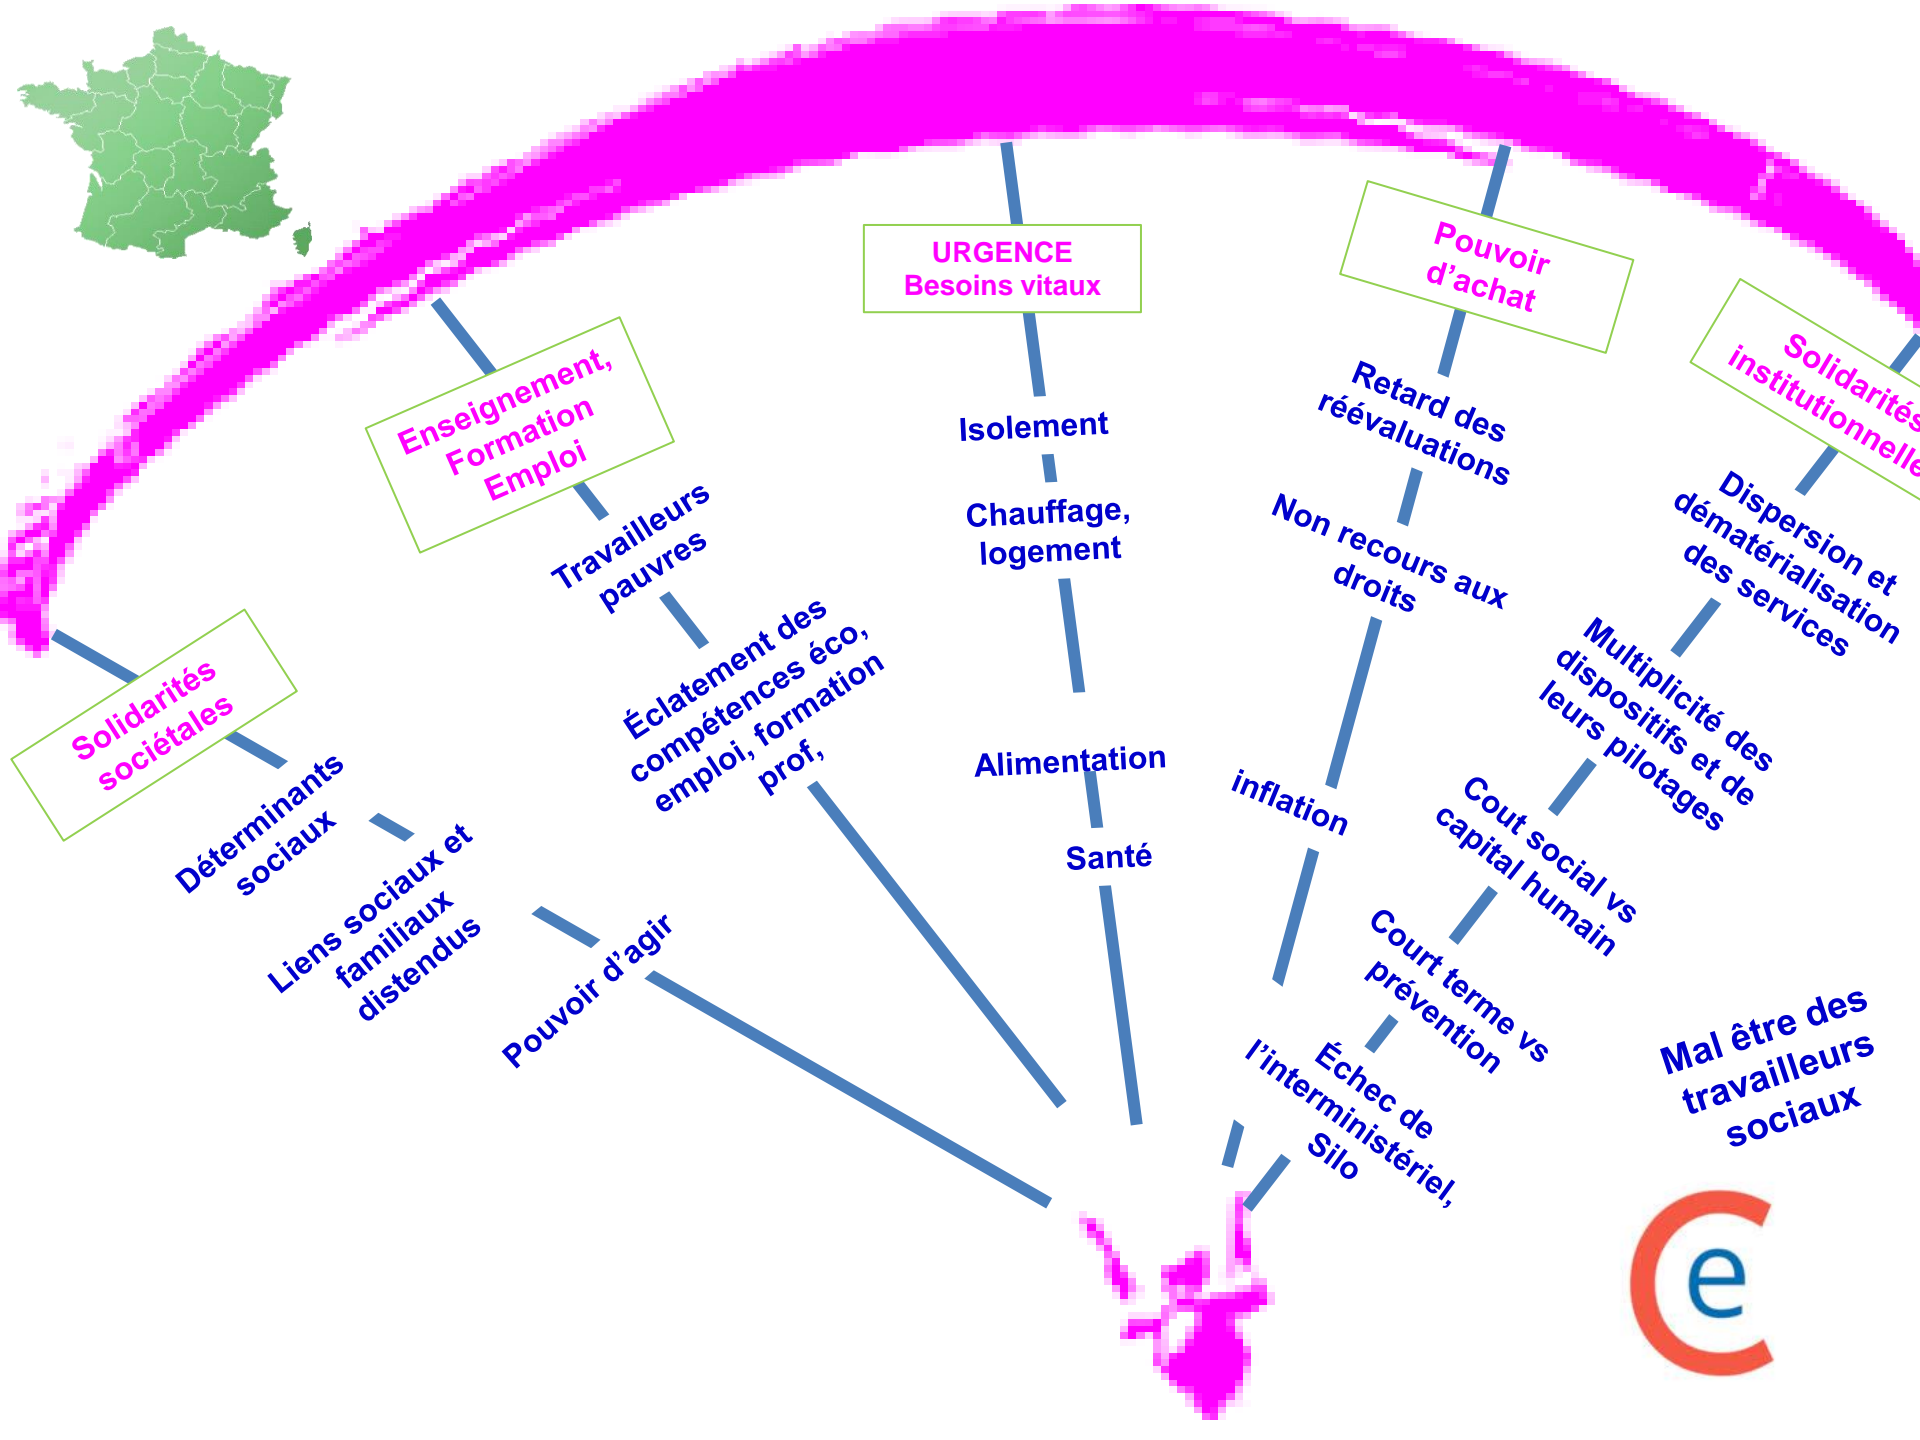 Solidarités
sociétales
Déterminants
sociaux
Liens sociaux et
familiaux
distendus
Pouvoir d'agir
Enseignement,
Formation
Emploi
Travailleurs
pauvres
Éclatement des
compétences éco,
emploi, formation
prof,
URGENCE
Besoins vitaux
Isolement
Chauffage,
logement
Alimentation
Santé
Pouvoir
d'achat
Retard des
réévaluations
Non recours aux
droits
inflation
Solidarités
institutionnelle
Dispersion et
dématérialisation
des services
Multiplicité des
dispositifs et de
leurs pilotages
Cout social vs
capital humain
Court terme vs
prévention
Échec de
l'interministériel,
Silo
Mal être des
travailleurs
sociaux
Ce